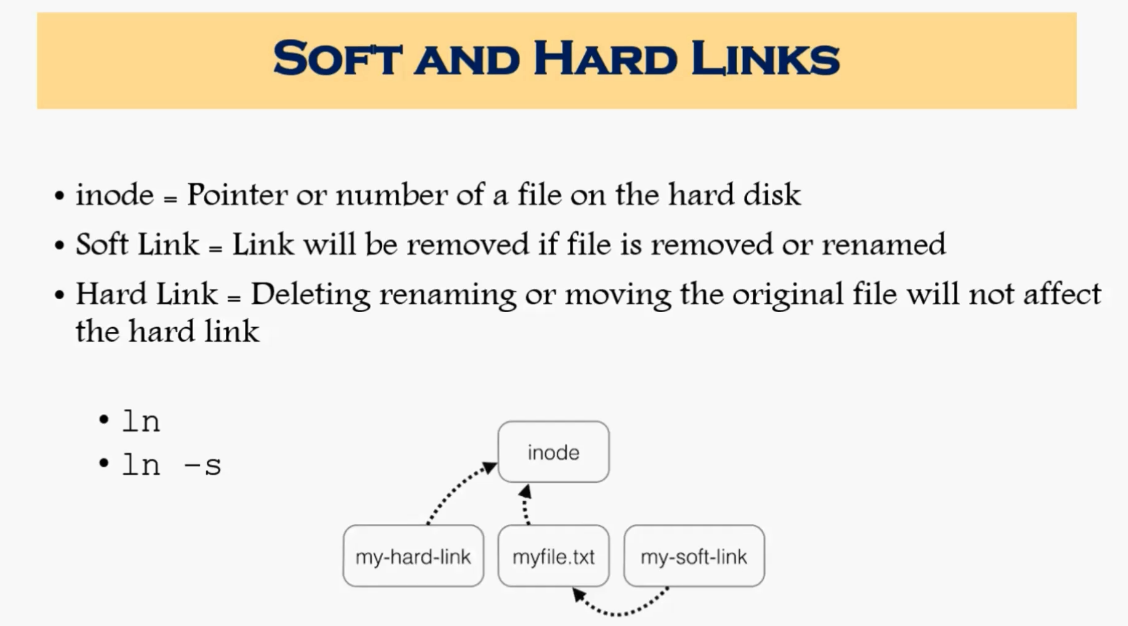 SOFT AND HARD LINKS
• inode = Pointer or number of a file on the hard disk
• Soft Link = Link will be removed if file is removed or renamed
• Hard Link = Deleting renaming or moving the original file will not affect
the hard link
• ln
• ln -s
inode
my-hard-link
myfile.txt
my-soft-link